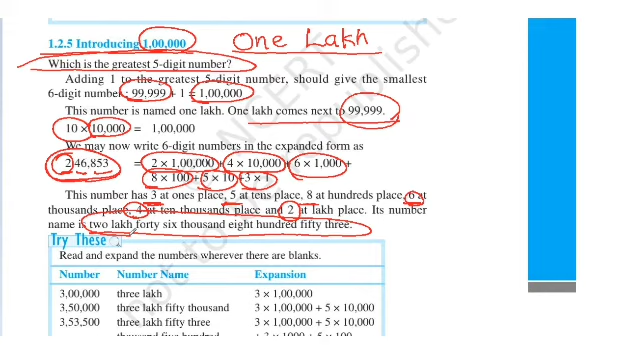 1.2.5 Introducing 1,00,000
One Lakh
Which is the greatest 5-digit number?
Adding 1 to the greatest 5-digit number, should give the smallest
6-digit number : 99,999 + 1 = 1,00,000
This number is named one lakh. One lakh comes next to 99,999.
10 × 10,000 = 1,00,000
We may now write 6-digit numbers in the expanded form as
2,46,853 = 2 × 1,00,000 + 4 × 10,000 + 6 × 1,000 +
8 × 100 + 5 × 10 +3 × 1
This number has 3 at ones place, 5 at tens place, 8 at hundreds place, 6 at
thousands place, 4 at ten thousands place and 2 at lakh place. Its number
name is two lakh forty six thousand eight hundred fifty three.
Try These
Read and expand the numbers wherever there are blanks.
Number Number Name Expansion
3,00,000 three lakh 3 × 1,00,000
3,50,000 three lakh fifty thousand 3 × 1,00,000 + 5 × 10,000
3,53,500 three lakh fifty three 3 × 1,00,000 + 5 × 10,000
thousand five hundred + 3 × 1000 + 5 × 100